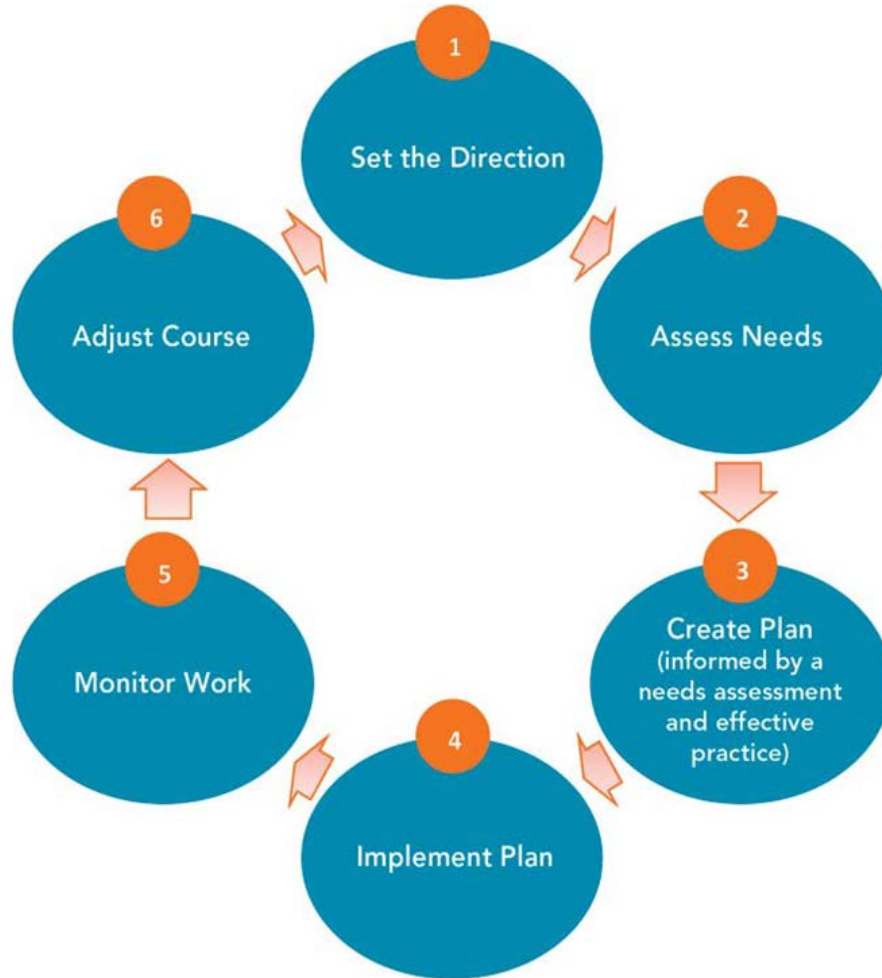 1
Set the Direction
2
Assess Needs
3
Create Plan
(informed by a
needs assessment
and effective
practice)
4
Implement Plan
5
Monitor Work
6
Adjust Course